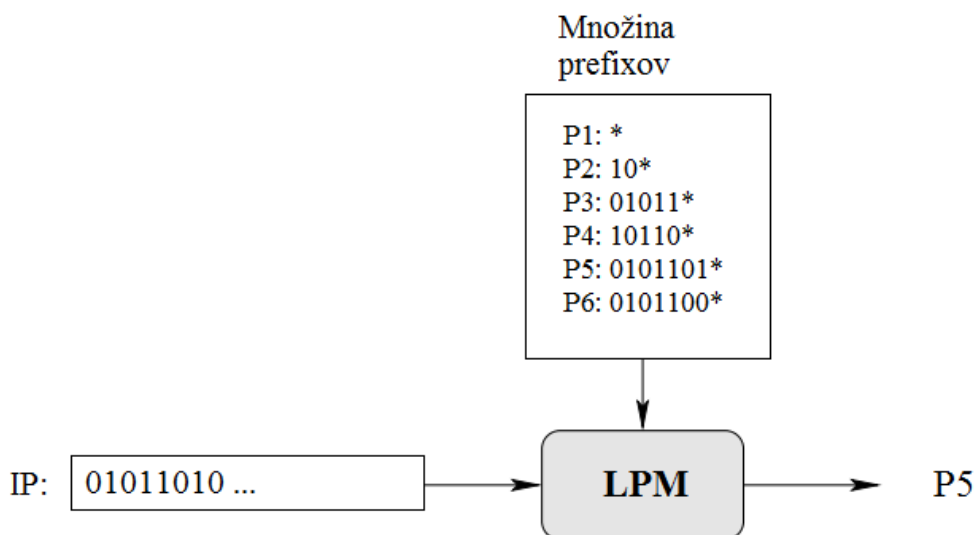 Množina
prefixov
P1: *
P2: 10*
P3: 01011*
P4: 10110*
P5: 0101101*
P6: 0101100*
IP: 01011010 ...
LPM
P5